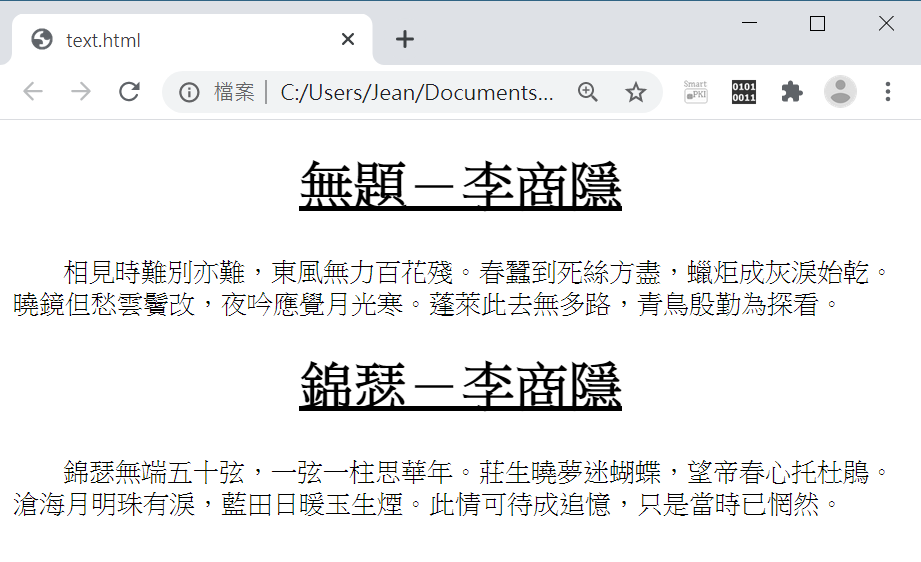 text.html
檔案 | C:/Users/Jean/Documents...
Smart
PKI
0101
0011
無題－李商隱
相見時難別亦難，東風無力百花殘。春蠶到死絲方盡，蠟炬成灰淚始乾。
曉鏡但愁雲鬢改，夜吟應覺月光寒。蓬萊此去無多路，青鳥殷勤為探看。
錦瑟－李商隱
錦瑟無端五十弦，一弦一柱思華年。莊生曉夢迷蝴蝶，望帝春心托杜鵑。
滄海月明珠有淚，藍田日暖玉生煙。此情可待成追憶，只是當時已惘然。